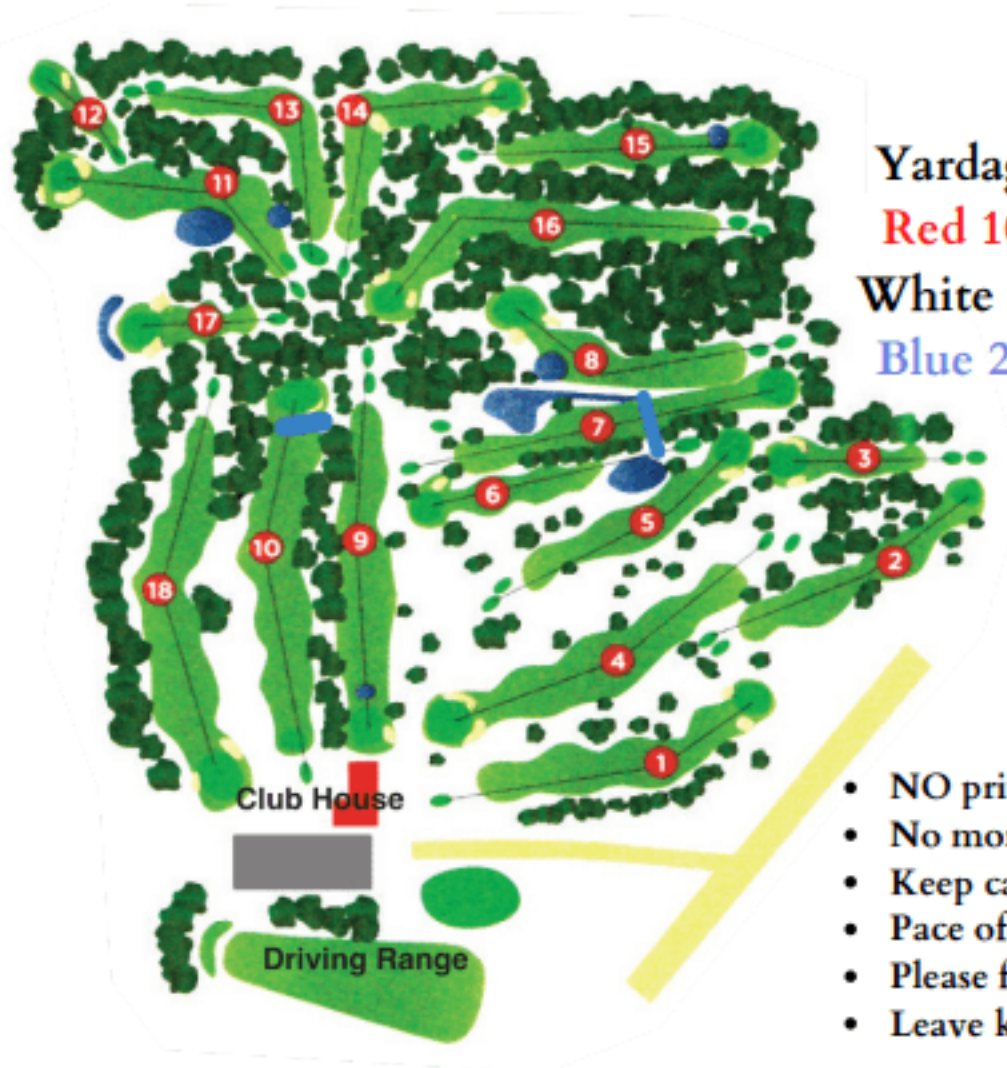 12
13
14
15
11
16
17
8
7
3
6
5
9
10
2
18
4
1
Club House
Driving Range
Yardag
Red 10
White
Blue 2
• NO pri
• No mo
• Keep ca
• Pace of
• Please f
• Leave k